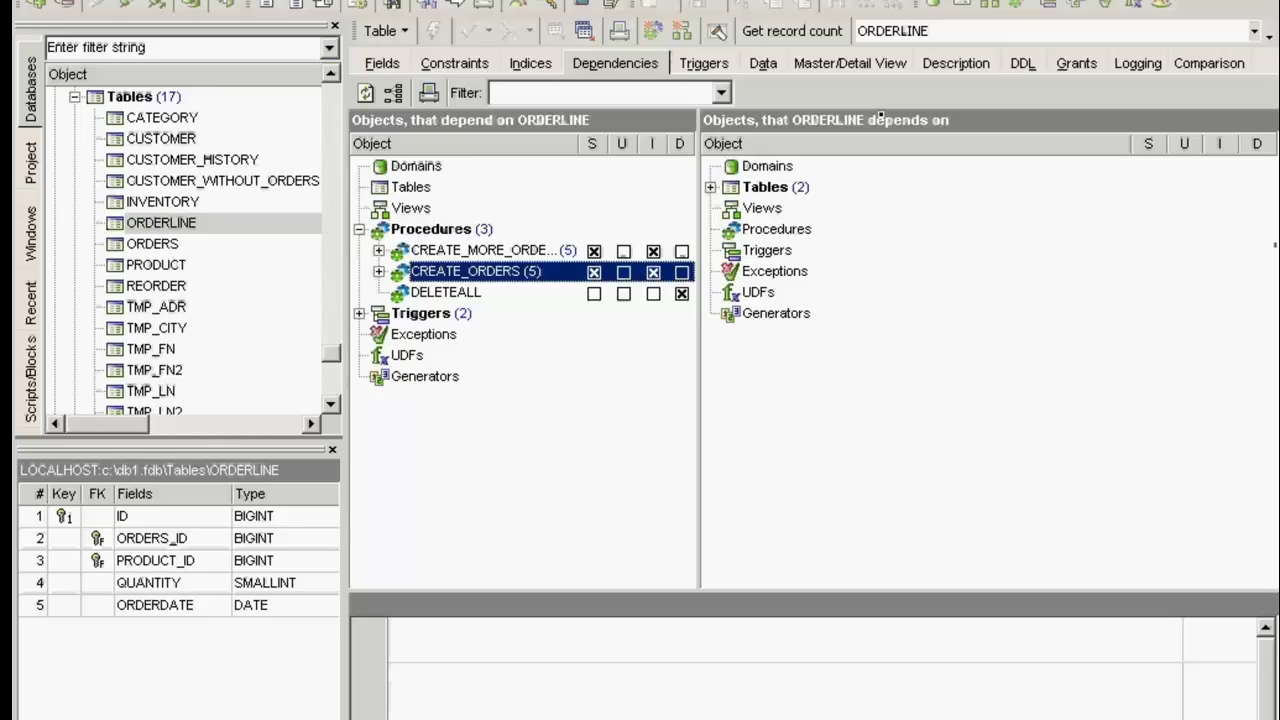 Table Get record count ORDERLINE
Enter filter string
Fields Constraints Indices Dependencies Triggers Data Master/Detail View Description DDL Grants Logging Comparison
Object
Filter:
Databases
Project
Windows
Recent
Scripts/Blocks
Tables (17)
CATEGORY
CUSTOMER
CUSTOMER_HISTORY
CUSTOMER_WITHOUT_ORDERS
INVENTORY
ORDERLINE
ORDERS
PRODUCT
REORDER
TMP_ADR
TMP_CITY
TMP_FN
TMP_FN2
TMP_LN
TMP_LN2
Objects, that depend on ORDERLINE
Object S U I D
Domains
Tables
Views
Procedures (3)
CREATE_MORE_ORDE... (5)
CREATE_ORDERS (5)
DELETEALL
Triggers (2)
Exceptions
UDFs
Generators
Objects, that ORDERLINE depends on
Object S U I D
Domains
Tables (2)
Views
Procedures
Triggers
Exceptions
UDFs
Generators
LOCALHOST:c:\db1.fdb\Tables\ORDERLINE
# Key FK Fields Type
1 1 ID BIGINT
2 F ORDERS_ID BIGINT
3 F PRODUCT_ID BIGINT
4 QUANTITY SMALLINT
5 ORDERDATE DATE